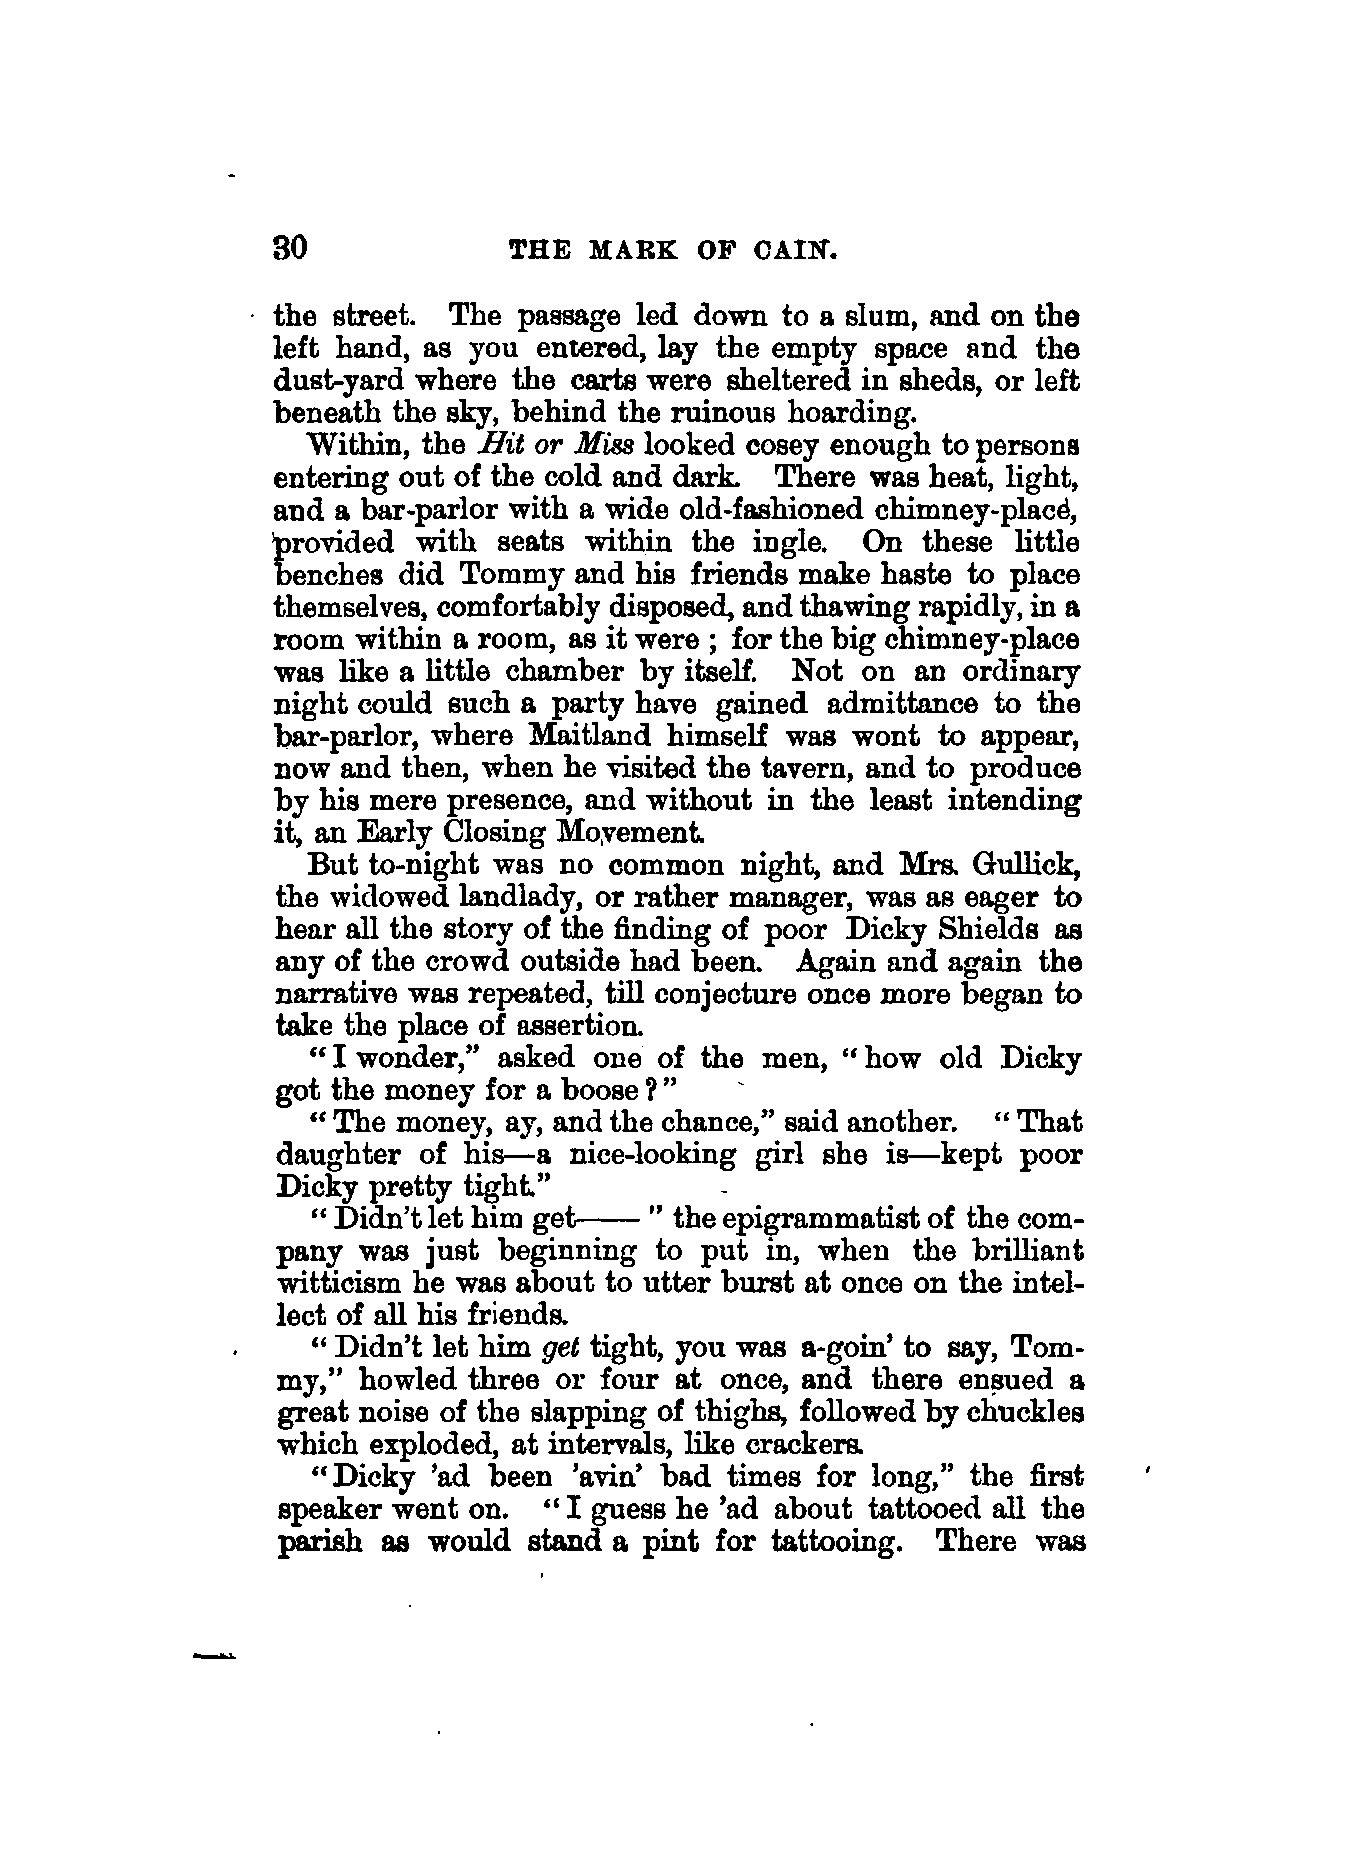 30 THE MARK OF CAIN.
the street. The passage led down to a slum, and on the
left hand, as you entered, lay the empty space and the
dust-yard where the carts were sheltered in sheds, or left
beneath the sky, behind the ruinous hoarding.
Within, the Hit or Miss looked cosey enough to persons
entering out of the cold and dark. There was heat, light,
and a bar-parlor with a wide old-fashioned chimney-place,
provided with seats within the ingle. On these little
benches did Tommy and his friends make haste to place
themselves, comfortably disposed, and thawing rapidly, in a
room within a room, as it were ; for the big chimney-place
was like a little chamber by itself. Not on an ordinary
night could such a party have gained admittance to the
bar-parlor, where Maitland himself was wont to appear,
now and then, when he visited the tavern, and to produce
by his mere presence, and without in the least intending
it, an Early Closing Movement.
But to-night was no common night, and Mrs. Gullick,
the widowed landlady, or rather manager, was as eager to
hear all the story of the finding of poor Dicky Shields as
any of the crowd outside had been. Again and again the
narrative was repeated, till conjecture once more began to
take the place of assertion.
“I wonder,” asked one of the men, “how old Dicky
got the money for a boose?”
“The money, ay, and the chance,” said another. “That
daughter of his—a nice-looking girl she is—kept poor
Dicky pretty tight.”
“Didn't let him get—— ” the epigrammatist of the com-
pany was just beginning to put in, when the brilliant
witticism he was about to utter burst at once on the intel-
lect of all his friends.
“Didn't let him get tight, you was a-goin' to say, Tom-
my,” howled three or four at once, and there ensued a
great noise of the slapping of thighs, followed by chuckles
which exploded, at intervals, like crackers.
“Dicky 'ad been 'avin' bad times for long,” the first
speaker went on. “I guess he 'ad about tattooed all the
parish as would stand a pint for tattooing. There was